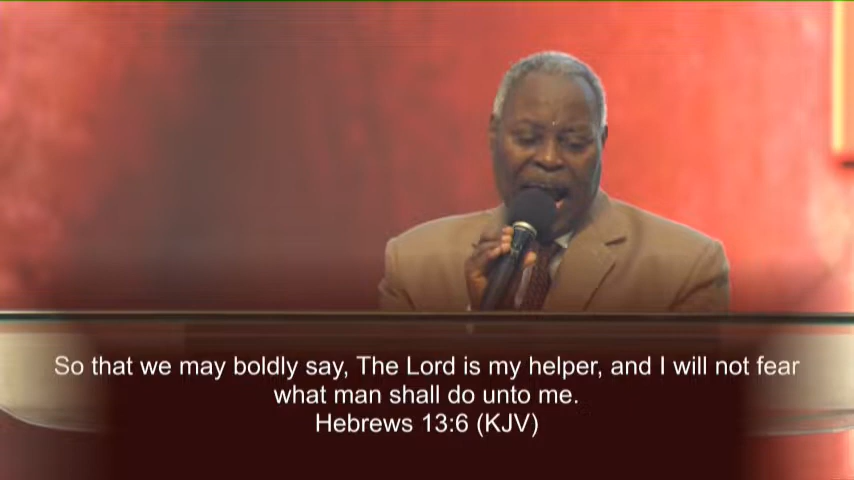 So that we may boldly say, The Lord is my helper, and I will not fear
what man shall do unto me.
Hebrews 13:6 (KJV)